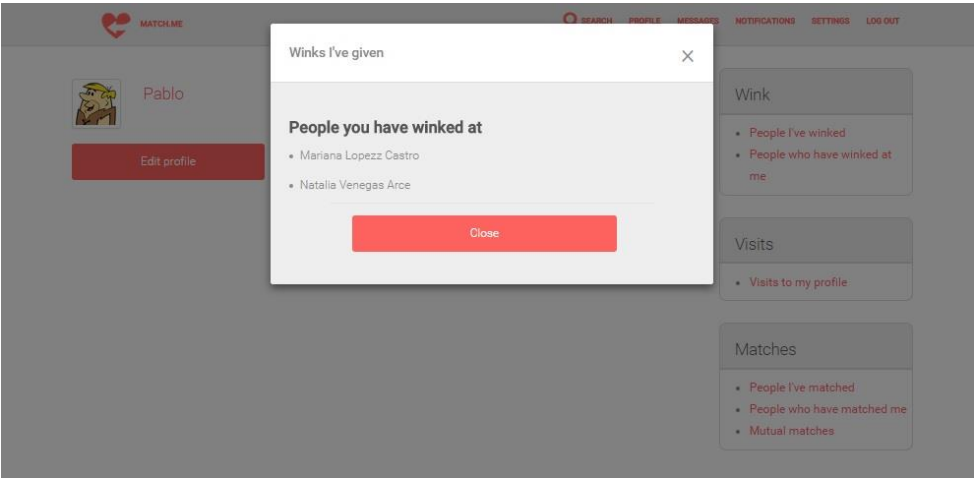 MATCH.ME
SEARCH PROFILE MESSAGES NOTIFICATIONS SETTINGS LOG OUT
Pablo
Edit profile
Winks I've given
×
People you have winked at
• Mariana Lopezz Castro
• Natalia Venegas Arce
Close
Wink
• People I've winked
• People who have winked at
me
Visits
• Visits to my profile
Matches
• People I've matched
• People who have matched me
• Mutual matches